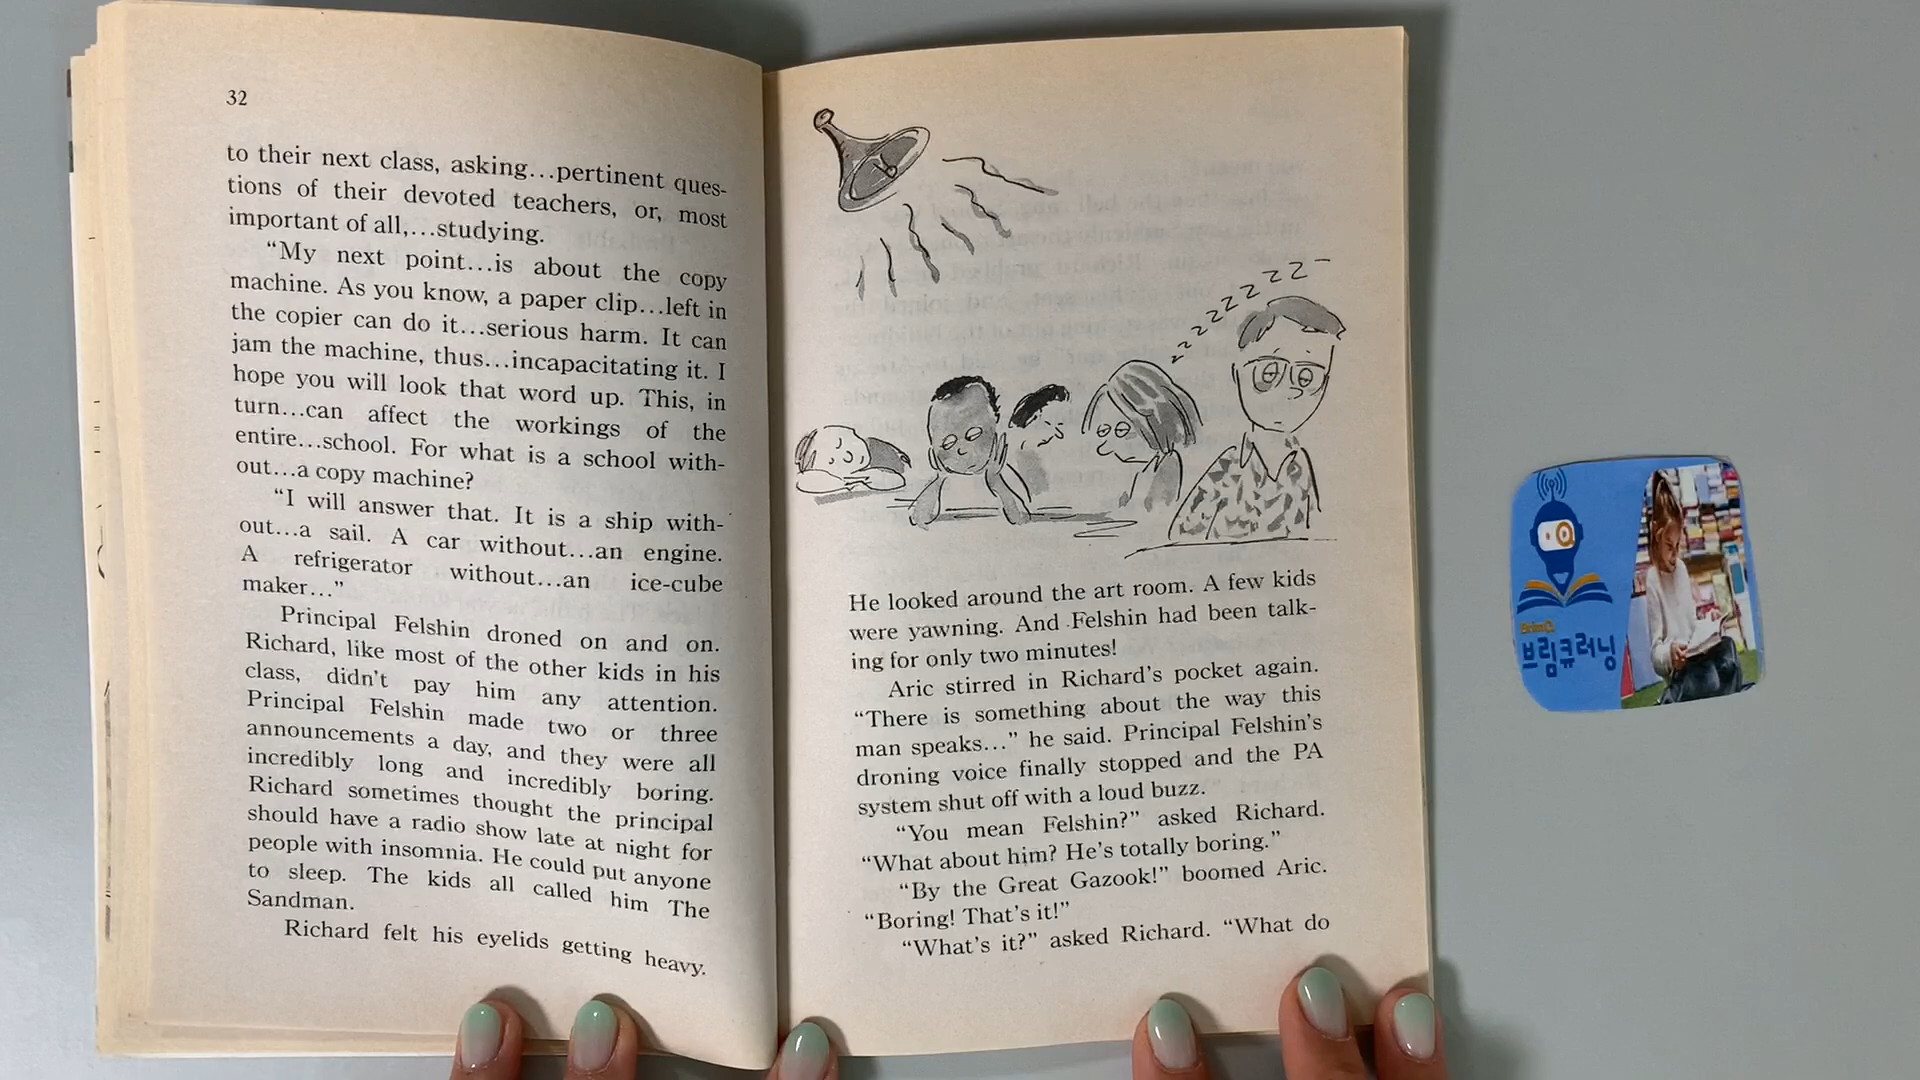 32
to their next class, asking...pertinent ques-
tions of their devoted teachers, or, most
important of all,...studying.
“My next point...is about the copy
machine. As you know, a paper clip...left in
the copier can do it...serious harm. It can
jam the machine, thus...incapacitating it. I
hope you will look that word up. This, in
turn...can affect the workings of the
entire...school. For what is a school with-
out...a copy machine?
“I will answer that. It is a ship with-
out...a sail. A car without...an engine.
A refrigerator without...an ice-cube
maker...”
Principal Felshin droned on and on.
Richard, like most of the other kids in his
class, didn’t pay him any attention.
Principal Felshin made two or three
announcements a day, and they were all
incredibly long and incredibly boring.
Richard sometimes thought the principal
should have a radio show late at night for
people with insomnia. He could put anyone
to sleep. The kids all called him The
Sandman.
Richard felt his eyelids getting heavy.
z z z z z z z z
He looked around the art room. A few kids
were yawning. And Felshin had been talk-
ing for only two minutes!
Aric stirred in Richard’s pocket again.
“There is something about the way this
man speaks...” he said. Principal Felshin’s
droning voice finally stopped and the PA
system shut off with a loud buzz.
“You mean Felshin?” asked Richard.
“What about him? He’s totally boring.”
“By the Great Gazook!” boomed Aric.
“Boring! That’s it!”
“What’s it?” asked Richard. “What do
BrimQ
브림큐러닝